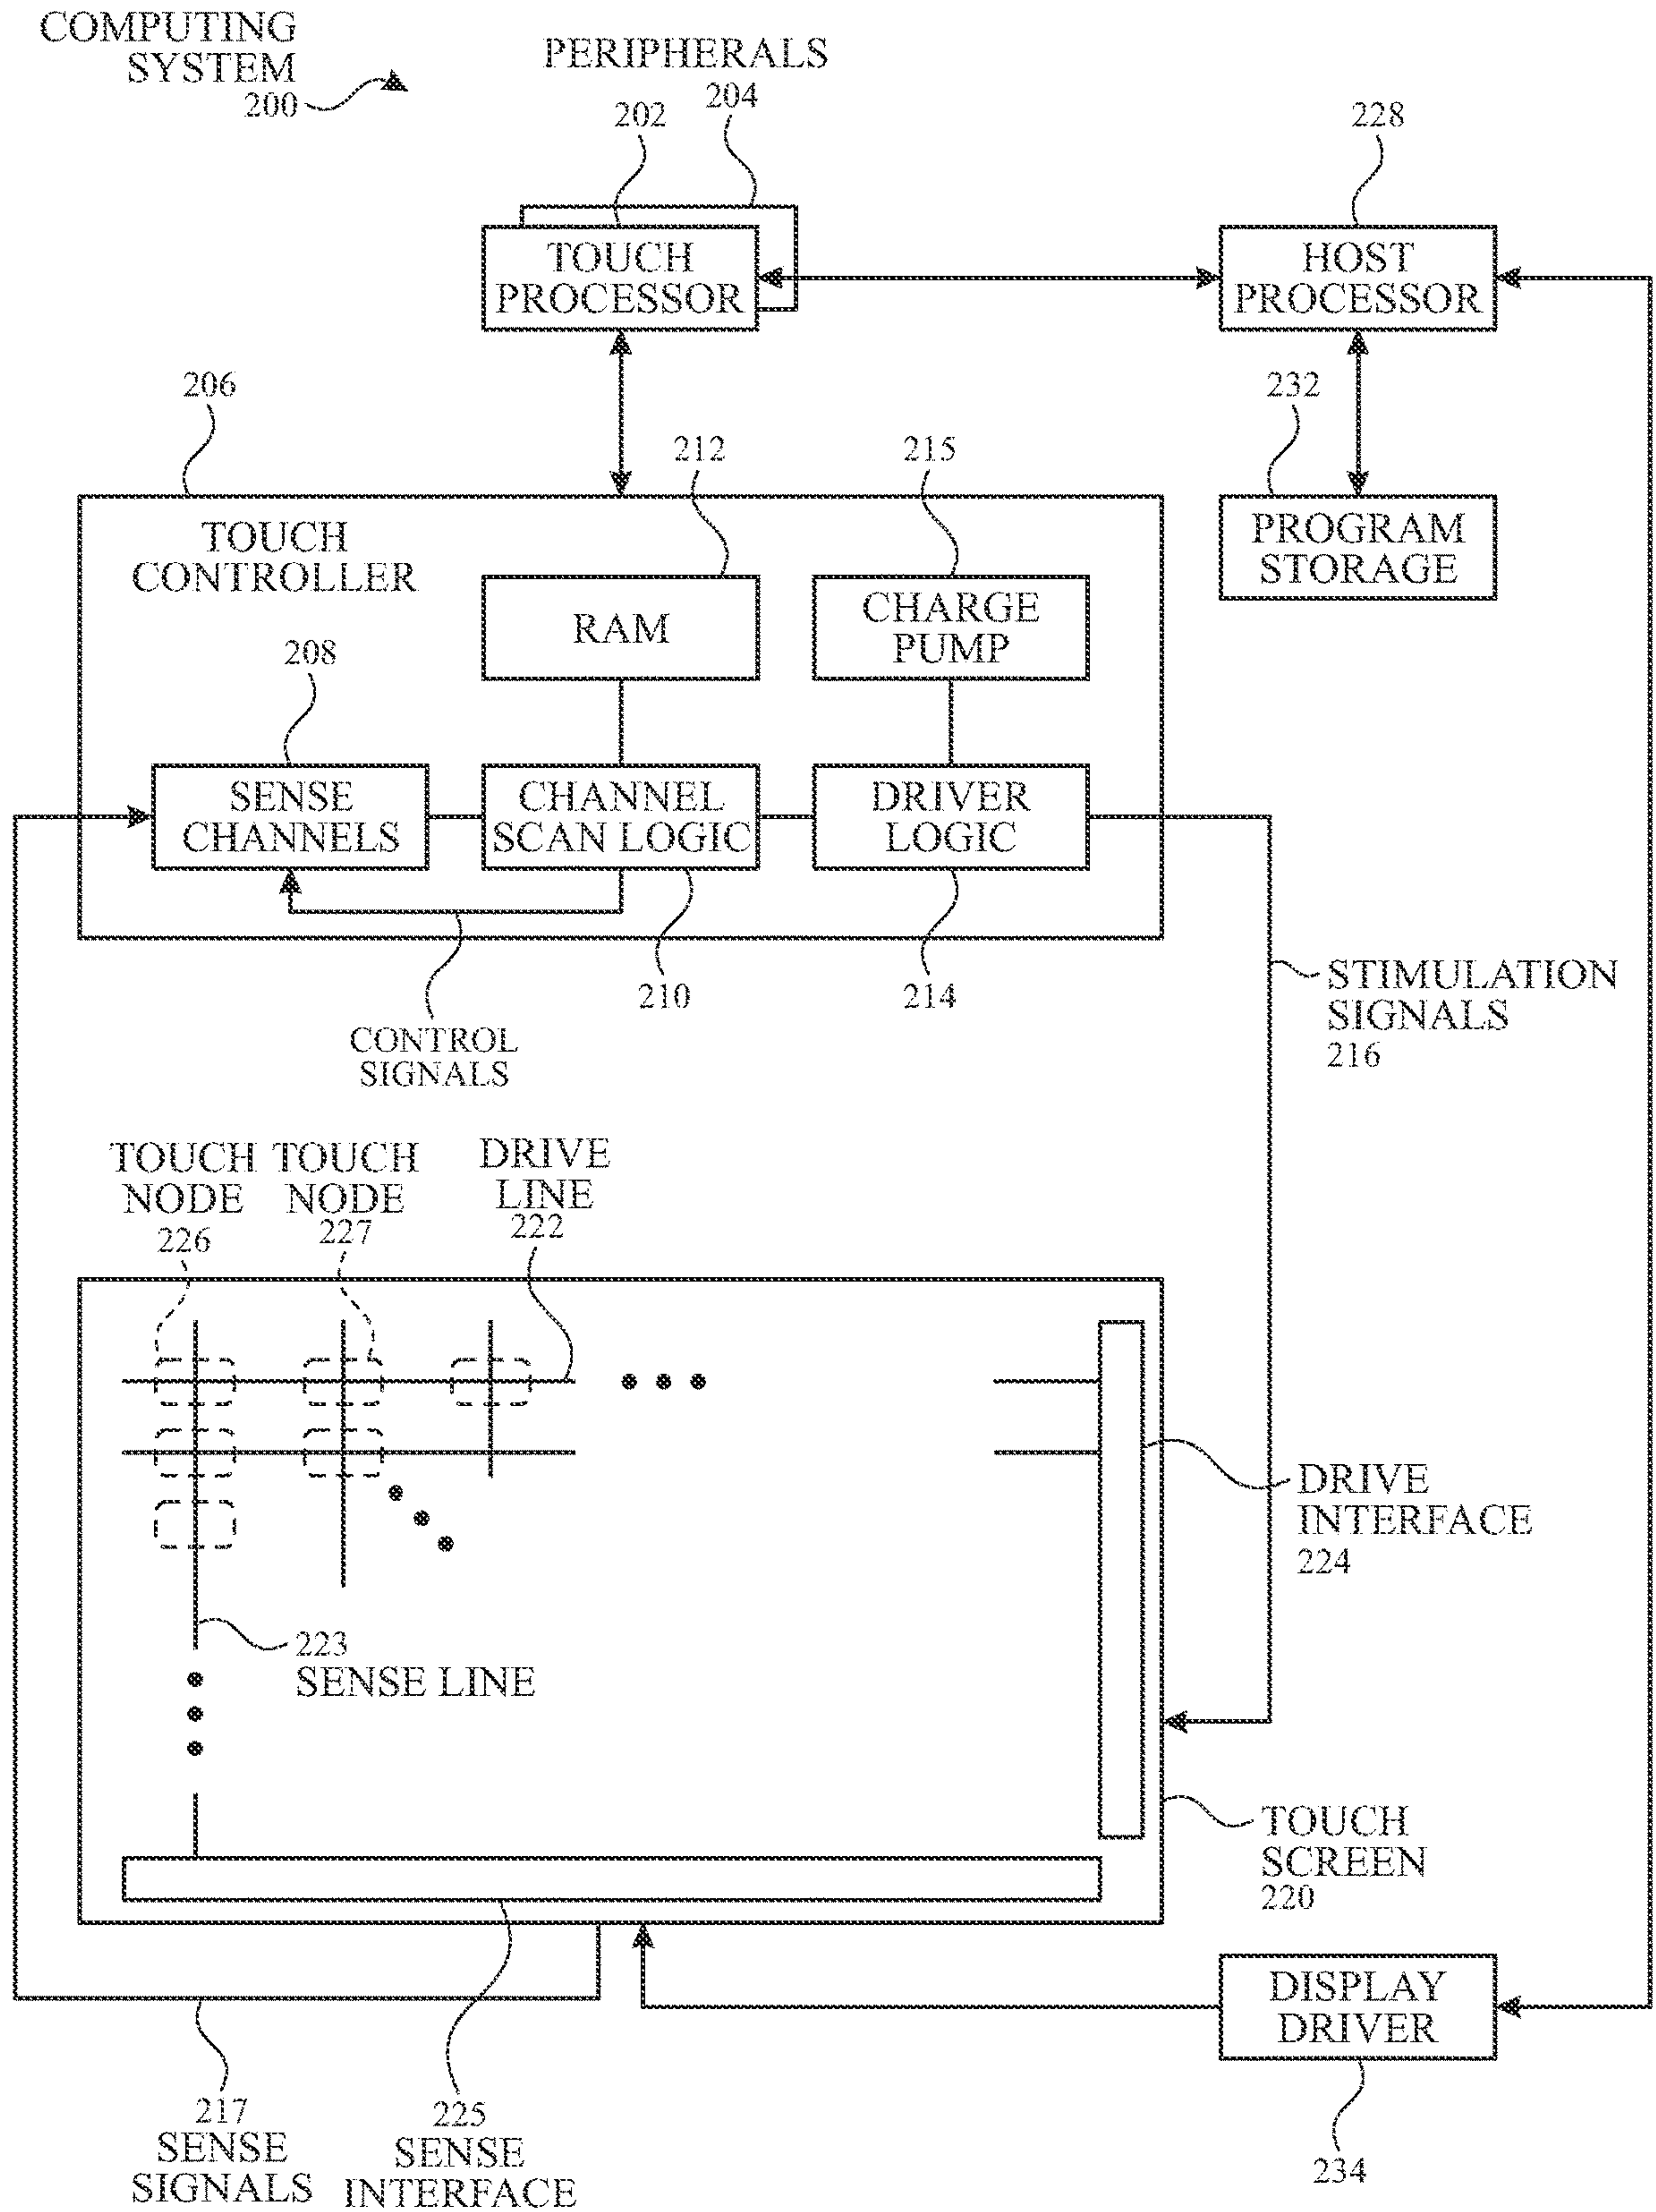 COMPUTING
SYSTEM
200
PERIPHERALS
204
202
228
TOUCH
PROCESSOR
HOST
PROCESSOR
206
232
212
215
TOUCH
CONTROLLER
PROGRAM
STORAGE
RAM
CHARGE
PUMP
208
SENSE
CHANNELS
CHANNEL
SCAN LOGIC
DRIVER
LOGIC
210
214
STIMULATION
SIGNALS
216
CONTROL
SIGNALS
TOUCH
NODE
226
TOUCH
NODE
227
DRIVE
LINE
222
DRIVE
INTERFACE
224
223
SENSE LINE
TOUCH
SCREEN
220
DISPLAY
DRIVER
217
SENSE
SIGNALS
225
SENSE
INTERFACE
234